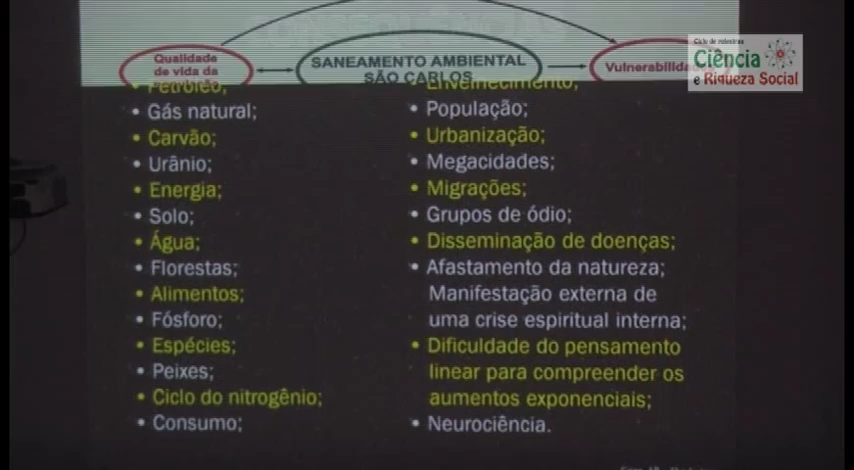 Ciclo de palestras
Ciência
e Riqueza Social
Qualidade
de vida da
SANEAMENTO AMBIENTAL
SÃO CARLOS
• Petróleo;
• Gás natural;
• Carvão;
• Urânio;
• Energia;
• Solo;
• Água;
• Florestas;
• Alimentos;
• Fósforo;
• Espécies;
• Peixes;
• Ciclo do nitrogênio;
• Consumo;
• Envelhecimento;
• População;
• Urbanização;
• Megacidades;
• Migrações;
• Grupos de ódio;
• Disseminação de doenças;
• Afastamento da natureza;
Manifestação externa de
uma crise espiritual interna;
• Dificuldade do pensamento
linear para compreender os
aumentos exponenciais;
• Neurociência.